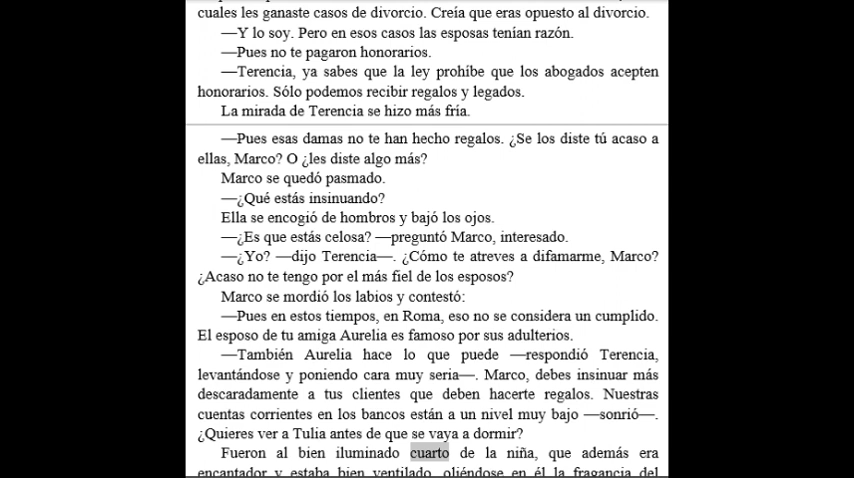 cuales les ganaste casos de divorcio. Creía que eras opuesto al divorcio.
—Y lo soy. Pero en esos casos las esposas tenían razón.
—Pues no te pagaron honorarios.
—Terencia, ya sabes que la ley prohíbe que los abogados acepten
honorarios. Sólo podemos recibir regalos y legados.
La mirada de Terencia se hizo más fría.
—Pues esas damas no te han hecho regalos. ¿Se los diste tú acaso a
ellas, Marco? O ¿les diste algo más?
Marco se quedó pasmado.
—¿Qué estás insinuando?
Ella se encogió de hombros y bajó los ojos.
—¿Es que estás celosa? —preguntó Marco, interesado.
—¿Yo? —dijo Terencia—. ¿Cómo te atreves a difamarme, Marco?
¿Acaso no te tengo por el más fiel de los esposos?
Marco se mordió los labios y contestó:
—Pues en estos tiempos, en Roma, eso no se considera un cumplido.
El esposo de tu amiga Aurelia es famoso por sus adulterios.
—También Aurelia hace lo que puede —respondió Terencia,
levantándose y poniendo cara muy seria—. Marco, debes insinuar más
descaradamente a tus clientes que deben hacerte regalos. Nuestras
cuentas corrientes en los bancos están a un nivel muy bajo —sonrió—.
¿Quieres ver a Tulia antes de que se vaya a dormir?
Fueron al bien iluminado cuarto de la niña, que además era
encantador y estaba bien ventilado, oliéndose en él la fragancia del